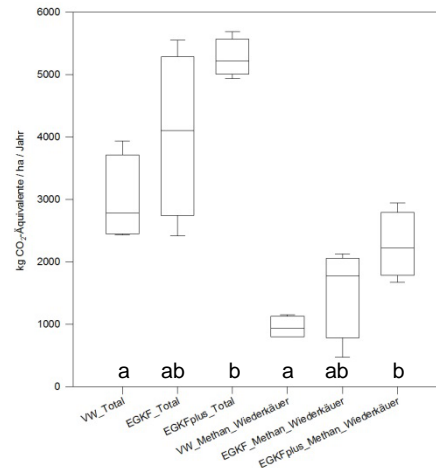 6000
5000
4000
3000
2000
1000
0
kg CO2-Äquivalente / ha / Jahr
a ab b a ab b
VW_Total
EGKF_Total
EGKFplus_Total
VW_Methan_Wiederkäuer
EGKF_Methan_Wiederkäuer
EGKFplus_Methan_Wiederkäuer